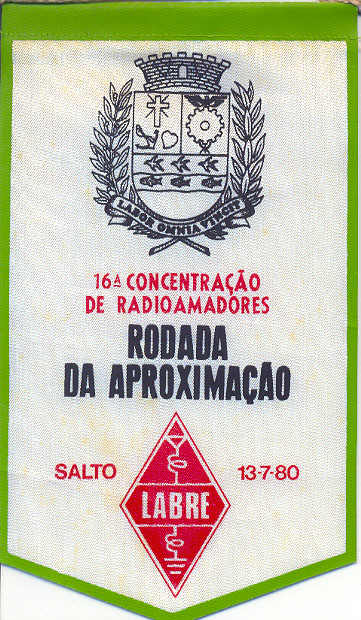 LABOR OMNIA VINCIT
16ª CONCENTRAÇÃO
DE RADIOAMADORES
RODADA
DA APROXIMAÇÃO
SALTO
LABRE
13-7-80